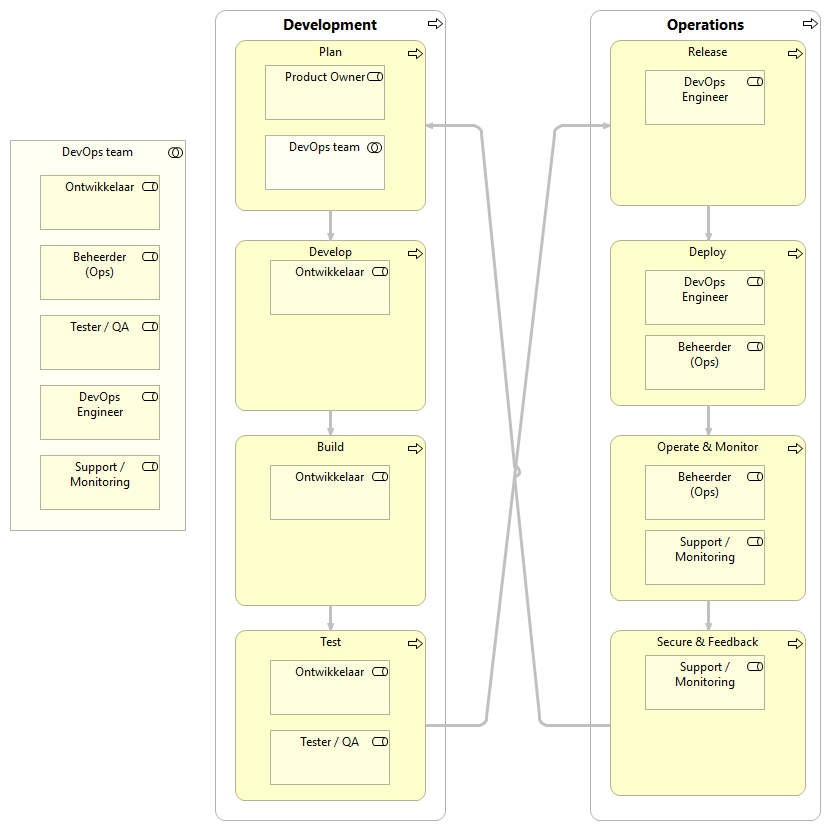 DevOps team
Ontwikkelaar
Beheerder
(Ops)
Tester / QA
DevOps
Engineer
Support /
Monitoring
Development
Plan
Product Owner
DevOps team
Develop
Ontwikkelaar
Build
Ontwikkelaar
Test
Ontwikkelaar
Tester / QA
Operations
Release
DevOps
Engineer
Deploy
DevOps
Engineer
Beheerder
(Ops)
Operate & Monitor
Beheerder
(Ops)
Support /
Monitoring
Secure & Feedback
Support /
Monitoring